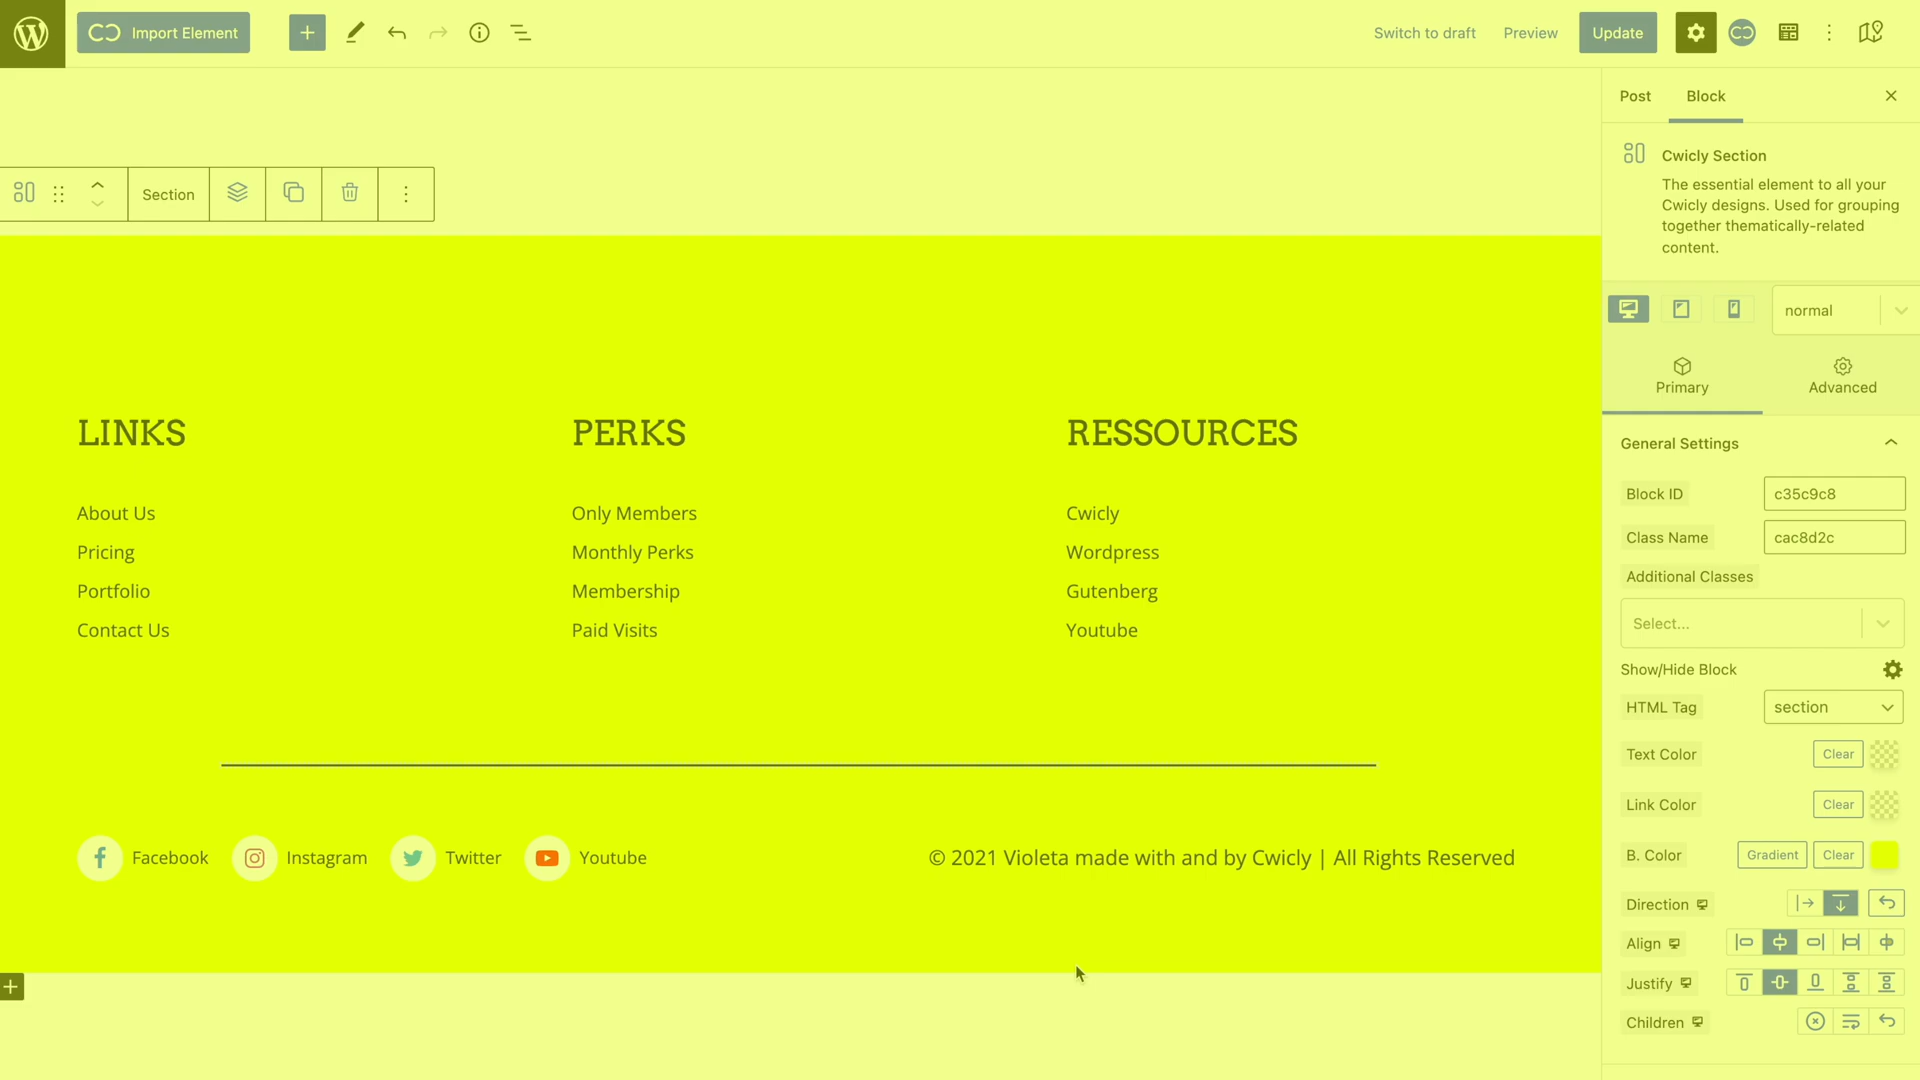 Import Element
Switch to draft
Preview
Update
Post
Block
Cwicly Section
The essential element to all your
Cwicly designs. Used for grouping
together thematically-related
content.
Section
normal
Primary
Advanced
General Settings
Block ID
c35c9c8
Class Name
cac8d2c
Additional Classes
Select...
Show/Hide Block
HTML Tag
section
Text Color
Clear
Link Color
Clear
B. Color
Gradient
Clear
Direction
Align
Justify
Children
LINKS
About Us
Pricing
Portfolio
Contact Us
PERKS
Only Members
Monthly Perks
Membership
Paid Visits
RESSOURCES
Cwicly
Wordpress
Gutenberg
Youtube
Facebook
Instagram
Twitter
Youtube
© 2021 Violeta made with and by Cwicly | All Rights Reserved